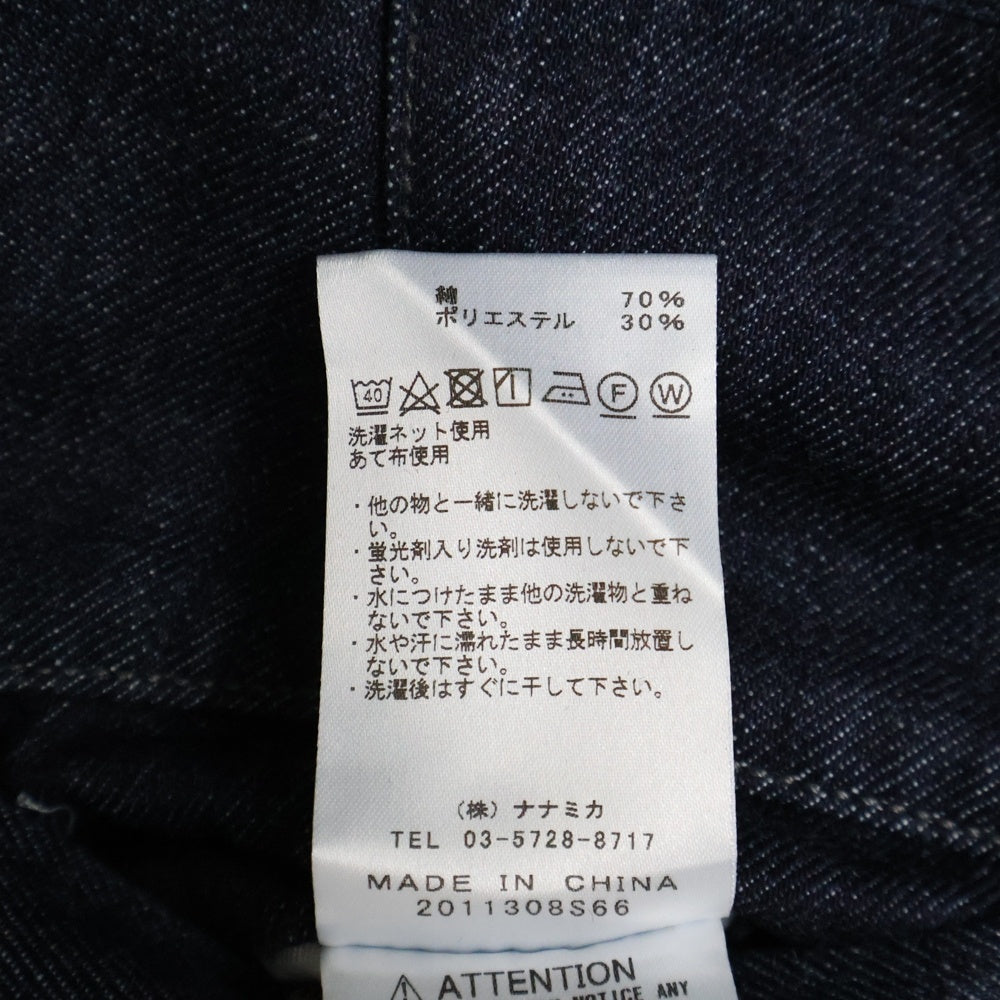 綿 70%
ポリエステル 30%
40 F W
洗濯ネット使用
あて布使用
・他の物と一緒に洗濯しないで下さ
い。
・蛍光剤入り洗剤は使用しないで下
さい。
・水につけたまま他の洗濯物と重ね
ないで下さい。
・水や汗に濡れたまま長時間放置し
ないで下さい。
・洗濯後はすぐに干して下さい。
(株) ナナミカ
TEL 03-5728-8717
MADE IN CHINA
2011308S66
ATTENTION
NOTICE ANY